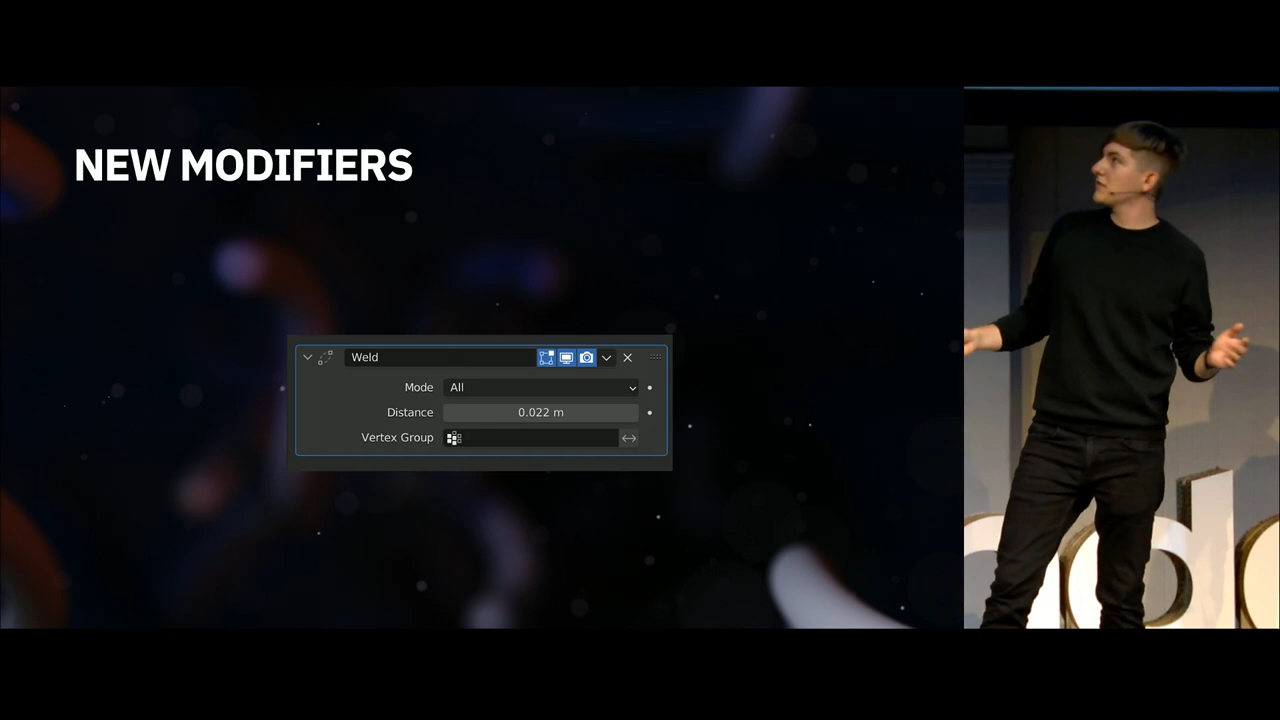 NEW MODIFIERS
Weld
Mode All
Distance 0.022 m
Vertex Group